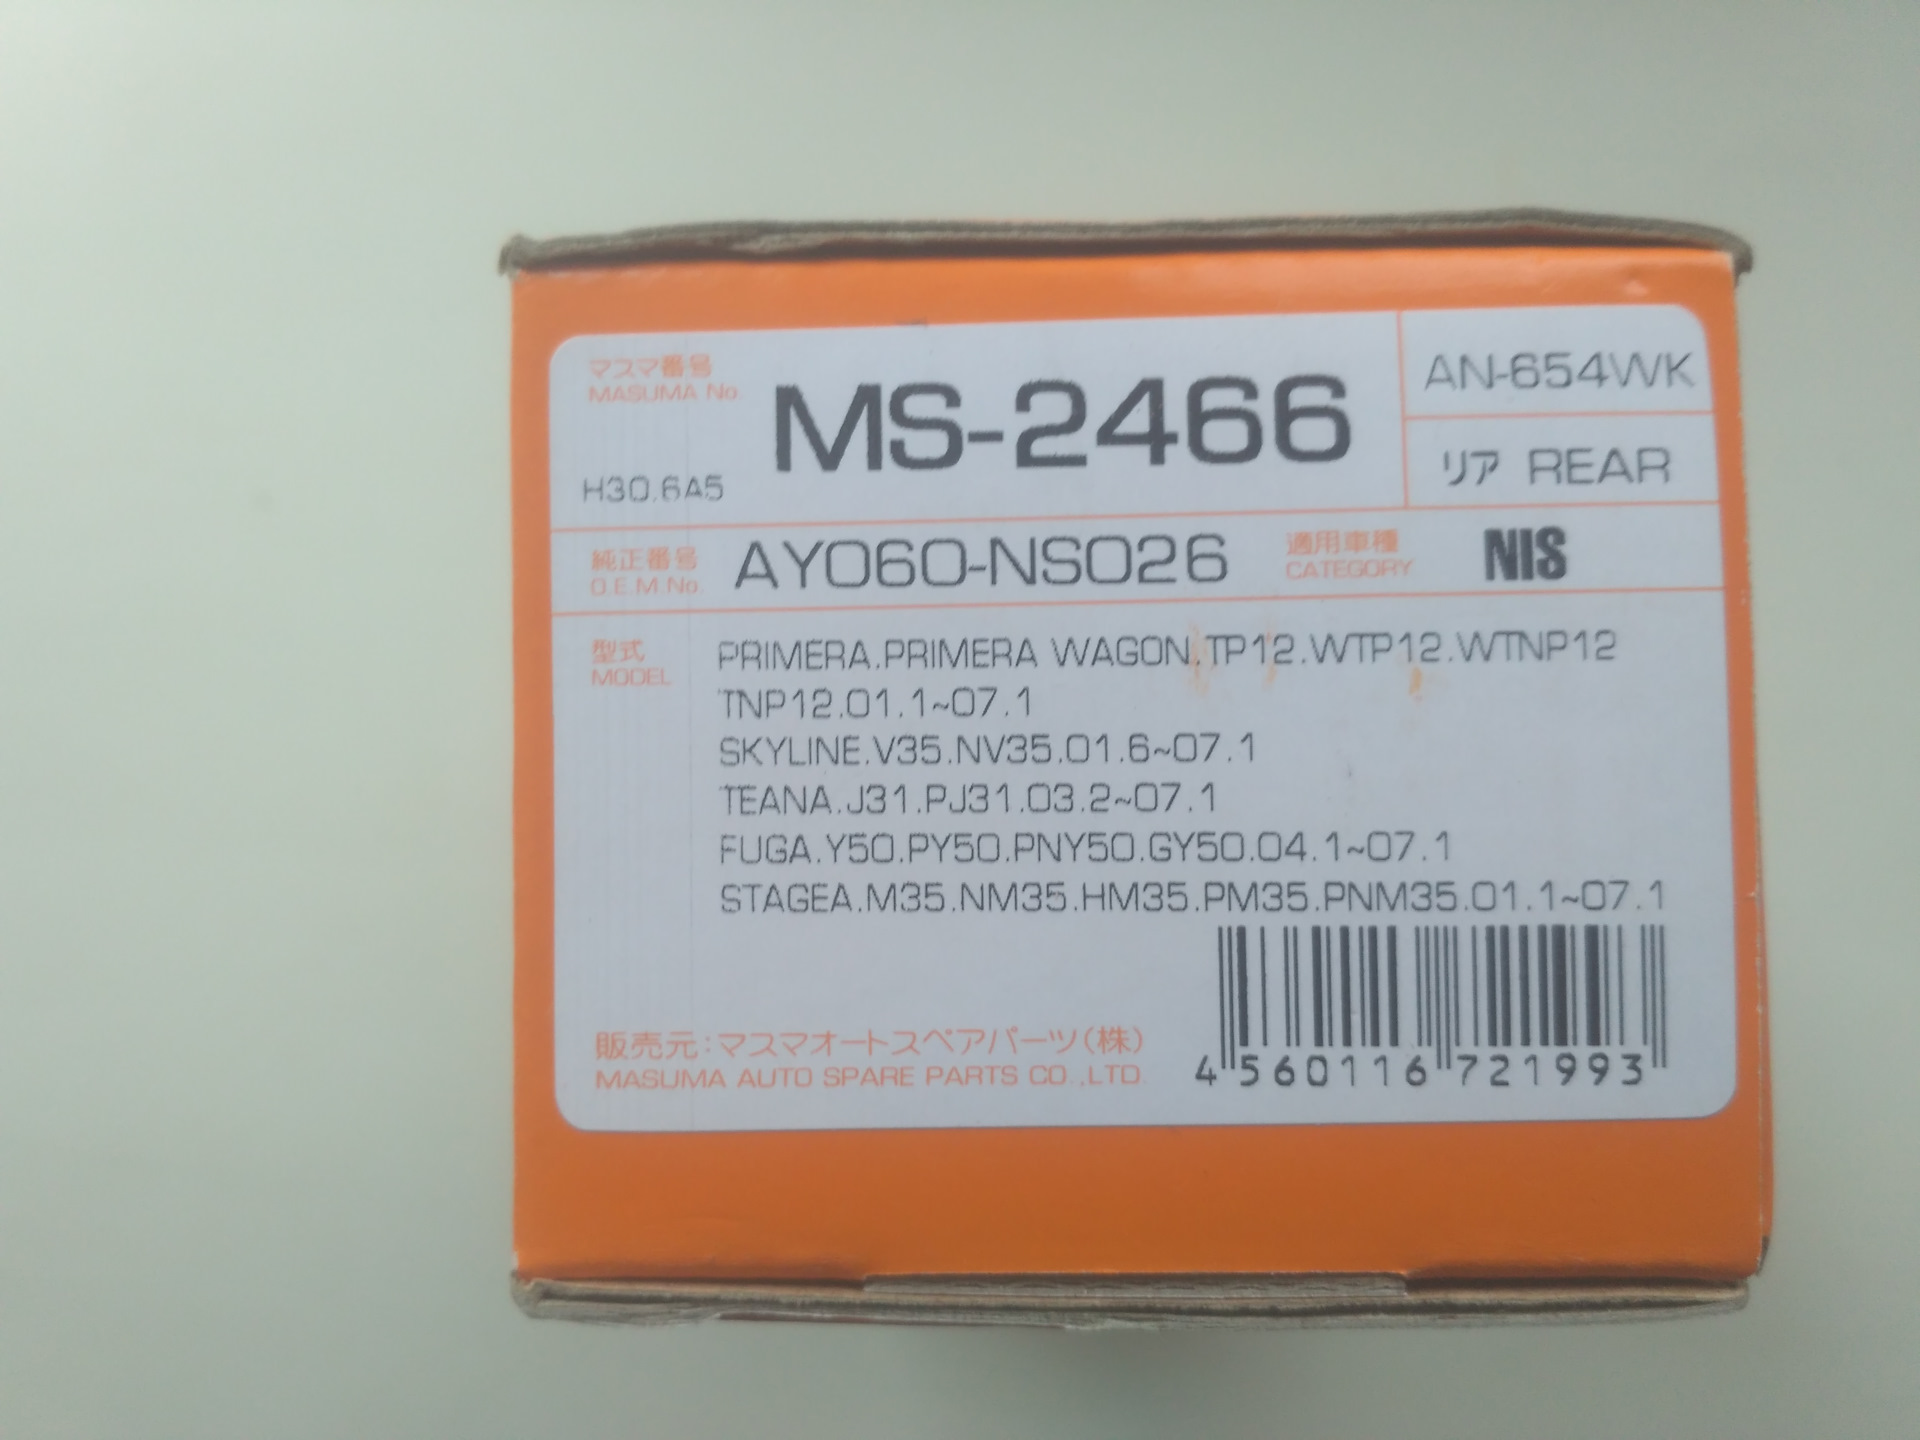 マスマ番号
MASUMA No.
MS-2466
H30.6A5
AN-654WK
リア REAR
純正番号
O.E.M.No.
AY060-NS026
適用車種
CATEGORY
NIS
型式
MODEL
PRIMERA.PRIMERA WAGON.TP12.WTP12.WTNP12
TNP12.01.1~07.1
SKYLINE.V35.NV35.01.6~07.1
TEANA.J31.PJ31.03.2~07.1
FUGA.Y50.PY50.PNY50.GY50.04.1~07.1
STAGEA.M35.NM35.HM35.PM35.PNM35.01.1~07.1
販売元:マスマオートスペアパーツ(株)
MASUMA AUTO SPARE PARTS CO.,LTD.
4 560116 721993